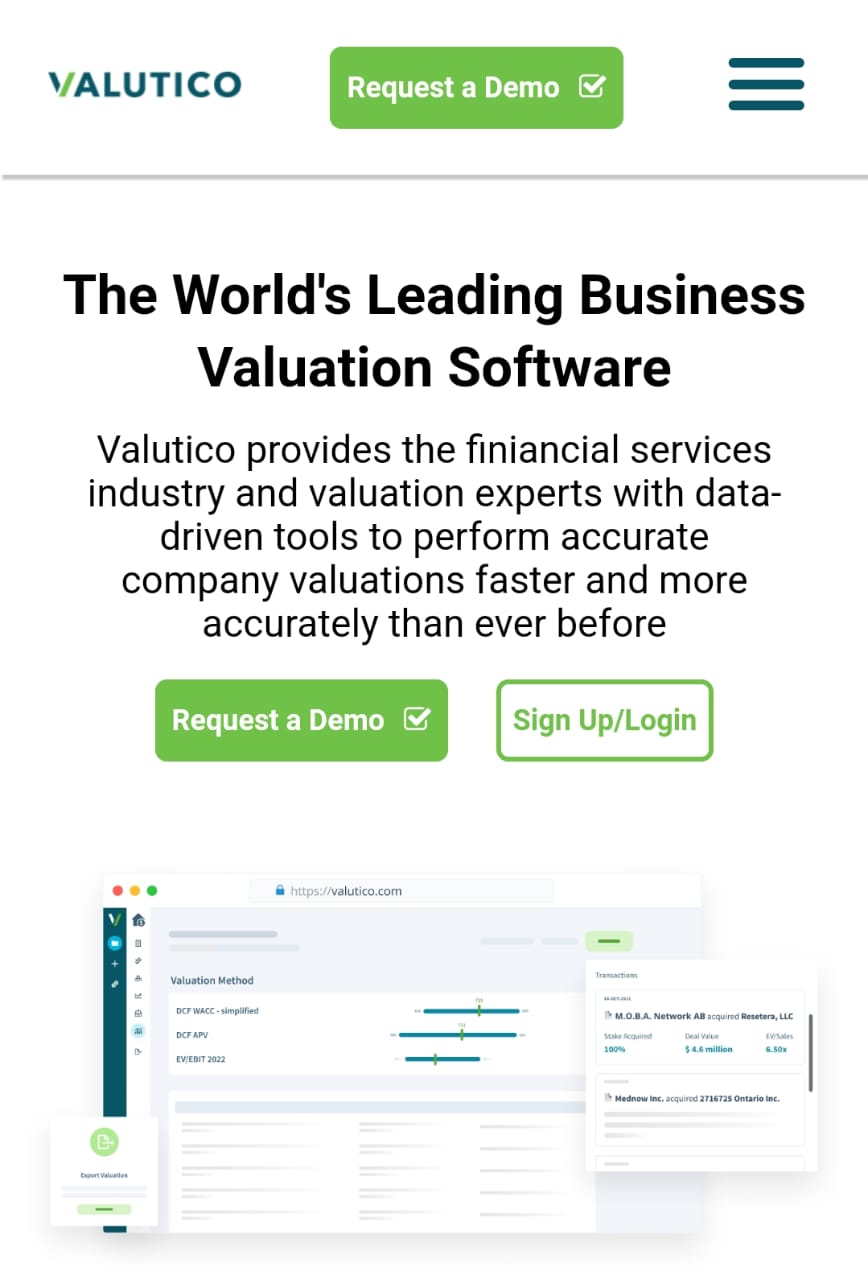 VALUTICO
Request a Demo
The World's Leading Business
Valuation Software
Valutico provides the finiancial services
industry and valuation experts with data-
driven tools to perform accurate
company valuations faster and more
accurately than ever before
Request a Demo
Sign Up/Login
https://valutico.com
Valuation Method
DCF WACC - simplified
DCF APV
EV/EBIT 2022
Transactions
M.O.B.A. Network AB acquired Resetera, LLC
Stake Acquired Deal Value EV/Sales
100% $ 4.6 million 6.50x
Mednow Inc. acquired 2716725 Ontario Inc.
Export Valuation